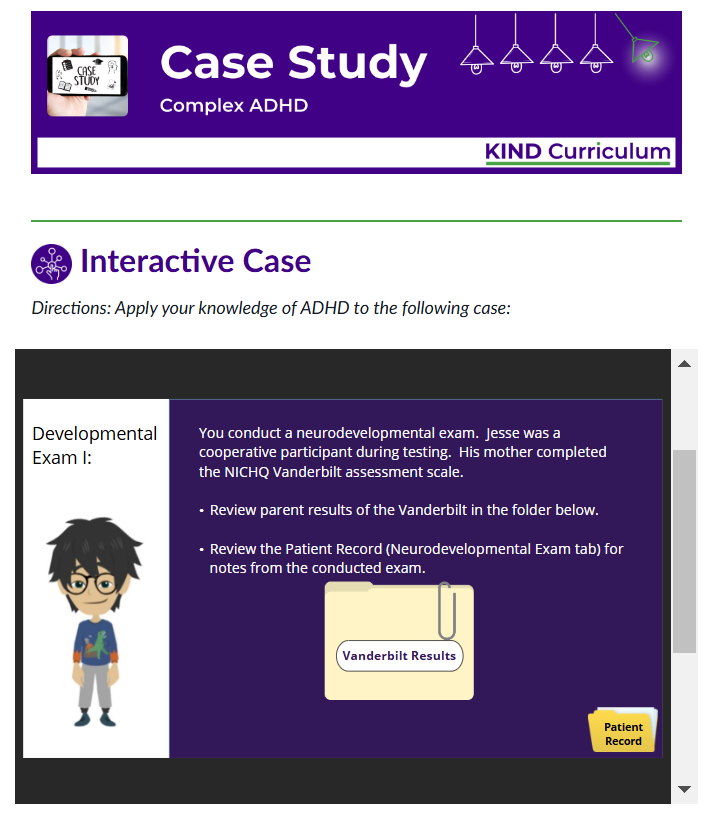 CASE
STUDY
Case Study
Complex ADHD
KIND Curriculum
Interactive Case
Directions: Apply your knowledge of ADHD to the following case:
Developmental
Exam I:
You conduct a neurodevelopmental exam.  Jesse was a
cooperative participant during testing.  His mother completed
the NICHQ Vanderbilt assessment scale.
• Review parent results of the Vanderbilt in the folder below.
• Review the Patient Record (Neurodevelopmental Exam tab) for
notes from the conducted exam.
Vanderbilt Results
Patient
Record